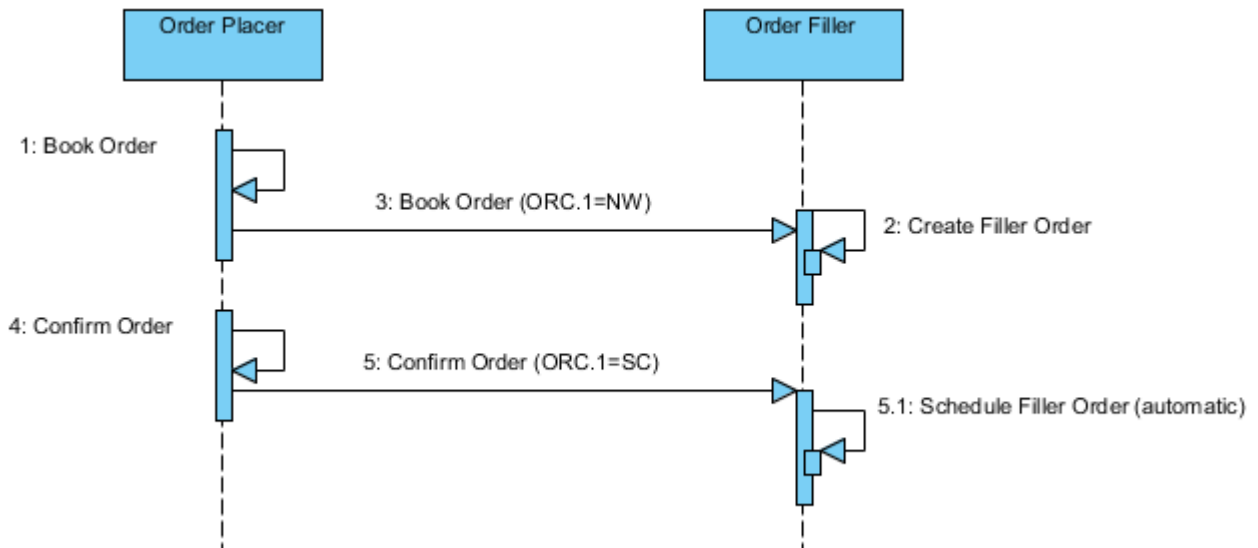 Order Placer
Order Filler
1: Book Order
3: Book Order (ORC.1=NW)
2: Create Filler Order
4: Confirm Order
5: Confirm Order (ORC.1=SC)
5.1: Schedule Filler Order (automatic)